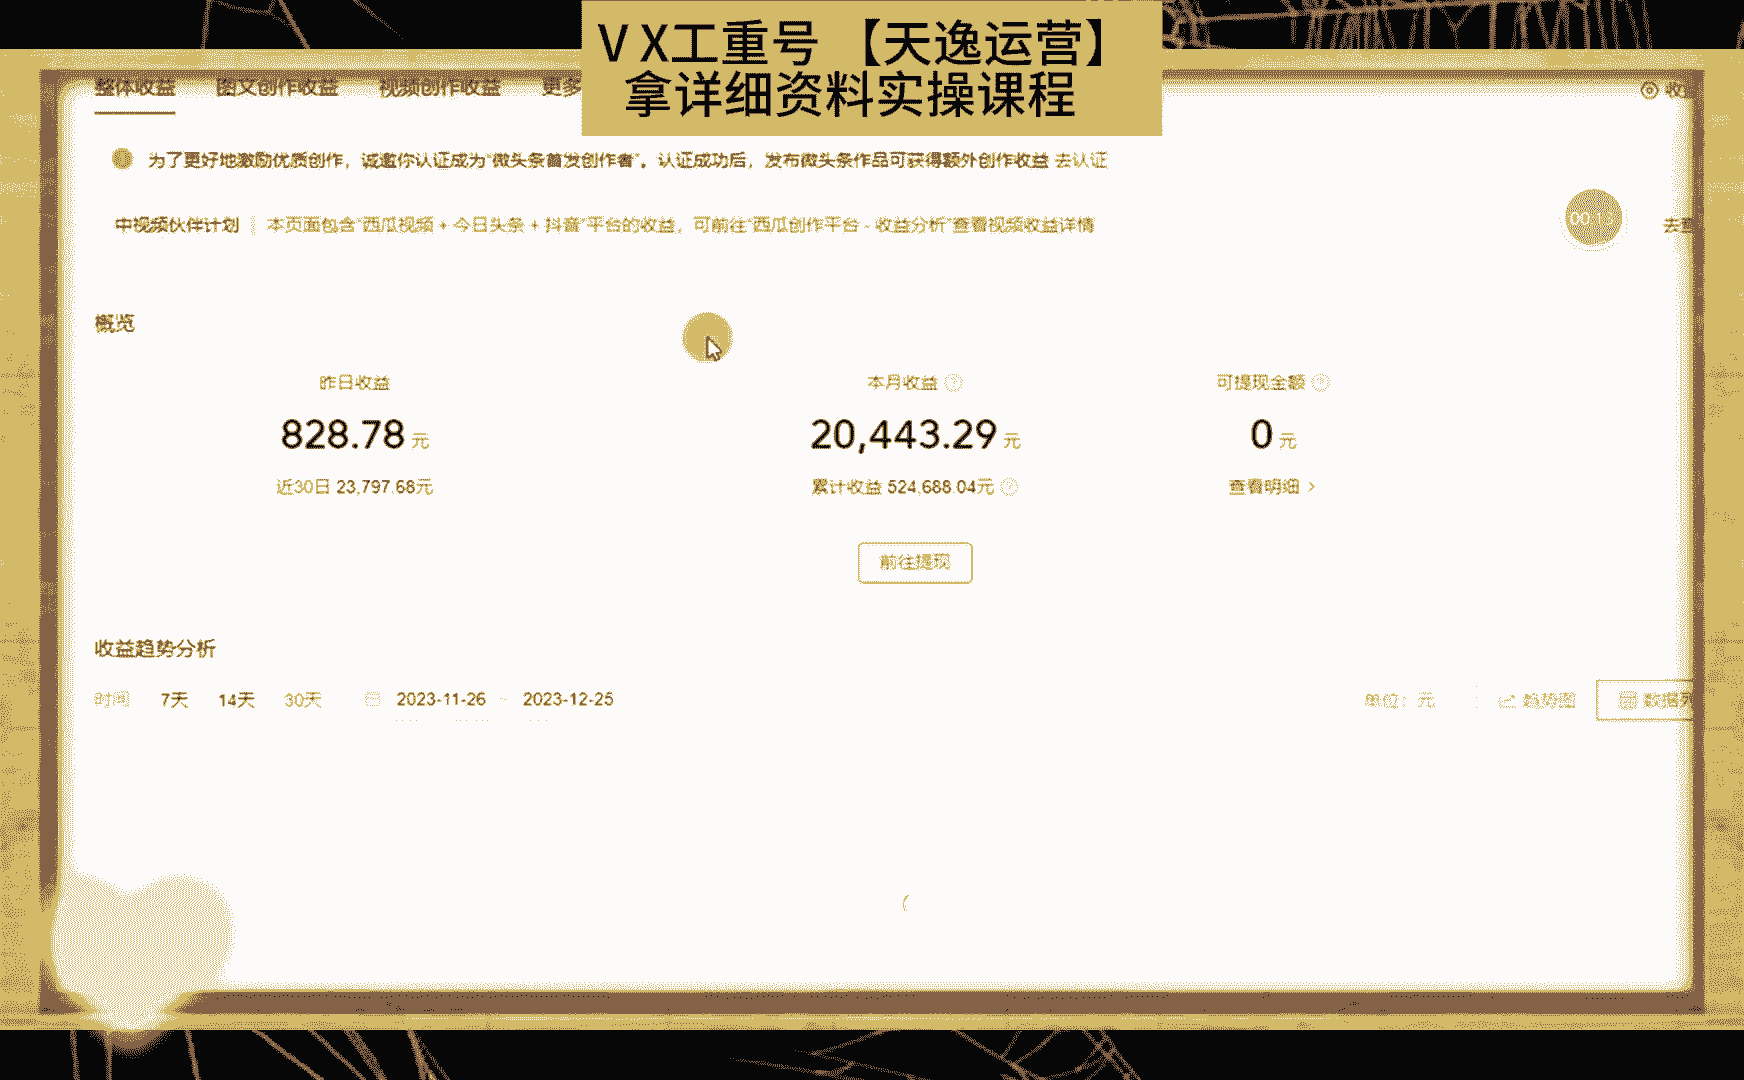 VX工重号 【天逸运营】
拿详细资料实操课程
整体收益 图文创作收益 视频创作收益 更多
为了更好地激励优质创作，诚邀你认证成为“微头条首发创作者”。认证成功后，发布微头条作品可获得额外创作收益 去认证
中视频伙伴计划 | 本页面包含“西瓜视频 + 今日头条 + 抖音”平台的收益，可前往“西瓜创作平台 - 收益分析”查看视频收益详情
概览
昨日收益 本月收益 可提现金额
828.78 元 20,443.29 元 0 元
近30日 23,797.68元 累计收益 524,688.04元 查看明细 >
前往提现
收益趋势分析
时间 7天 14天 30天 2023-11-26 ~ 2023-12-25 单位：元 趋势图 数据